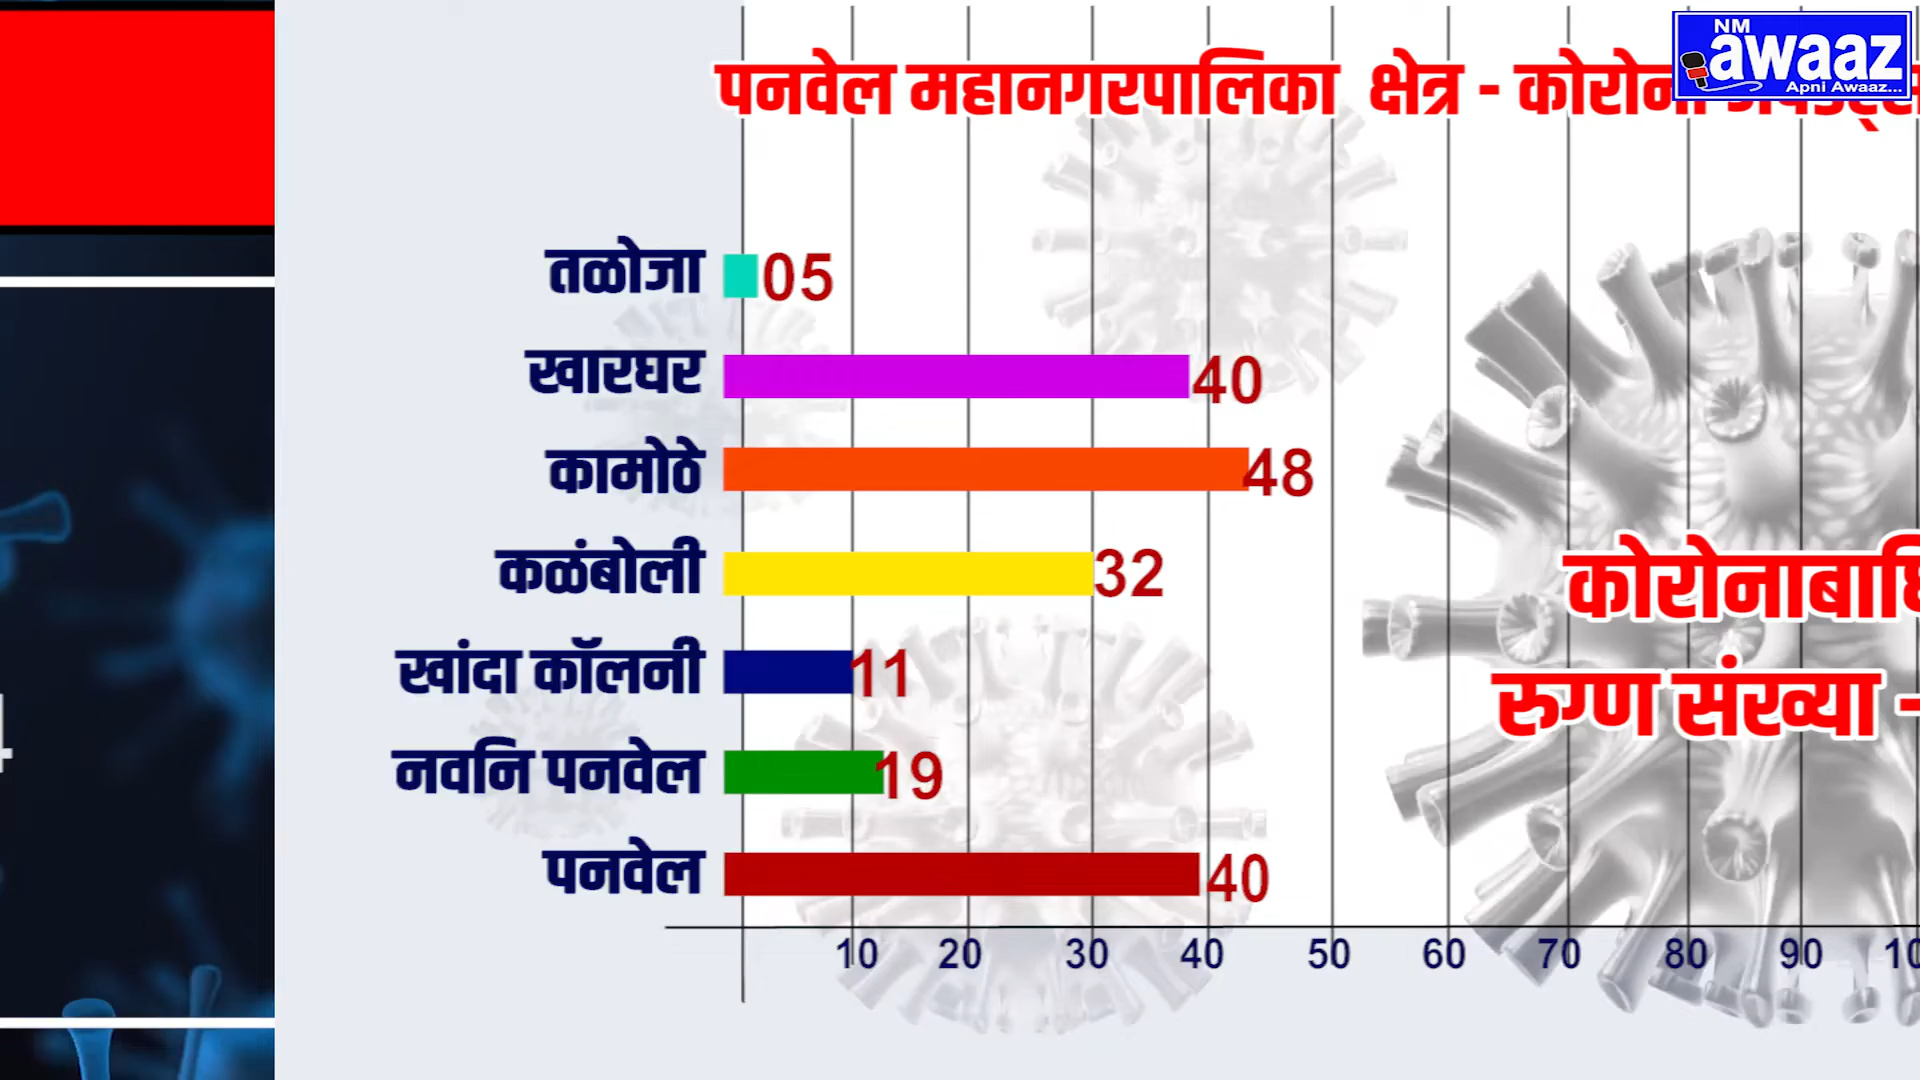 NM
awaaz
Apni Awaaz...
पनवेल महानगरपालिका क्षेत्र -
तळोजा 05
खारघर 40
कामोठे 48
कळंबोली 32
खांदा कॉलनी 11
नवनि पनवेल 19
पनवेल 40
10 20 30 40 50 60 70 80 90
रुग्ण संख्या -